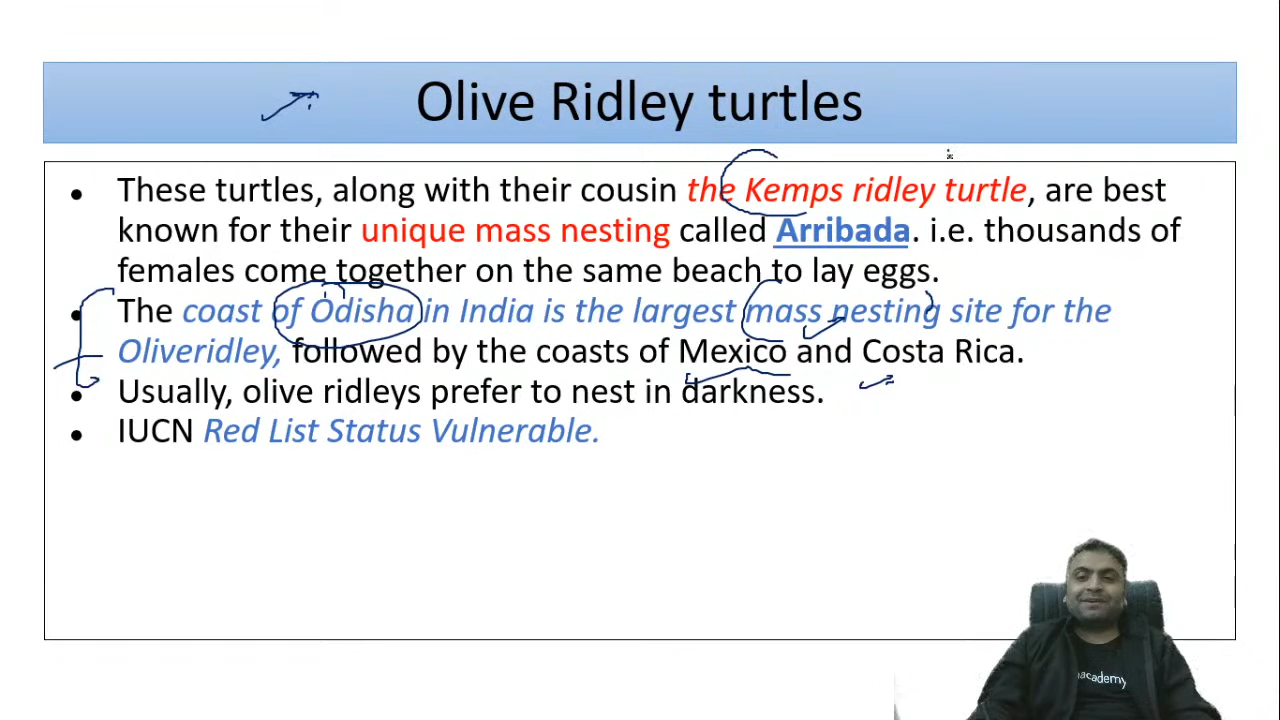 Olive Ridley turtles
• These turtles, along with their cousin the Kemps ridley turtle, are best
known for their unique mass nesting called Arribada. i.e. thousands of
females come together on the same beach to lay eggs.
• The coast of Odisha in India is the largest mass nesting site for the
Oliveridley, followed by the coasts of Mexico and Costa Rica.
• Usually, olive ridleys prefer to nest in darkness.
• IUCN Red List Status Vulnerable.
academy